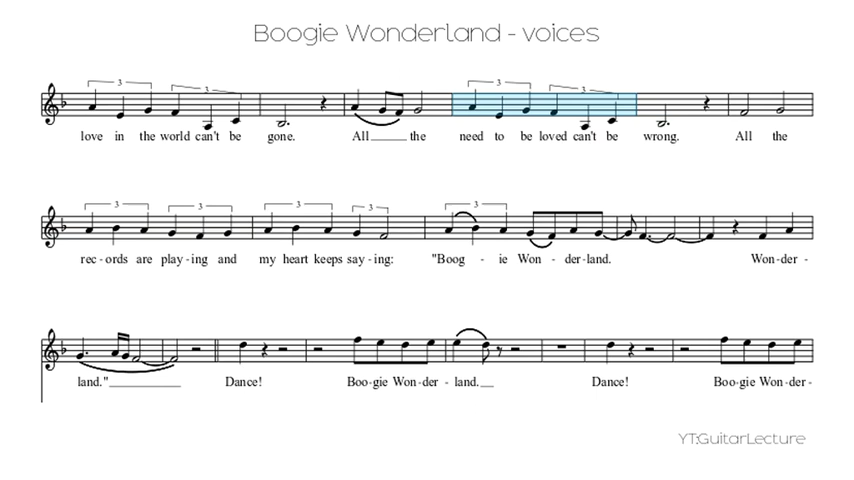 Boogie Wonderland - voices
3 3 3 3
love in the world can't be gone. All____ the need to be loved can't be wrong. All the
3 3 3 3 3
rec - ords are play - ing and my heart keeps say - ing: "Boog - ie Won - der - land. Won - der -
land."____ Dance! Boo - gie Won - der - land.__ Dance! Boo - gie Won - der -
YT:GuitarLecture